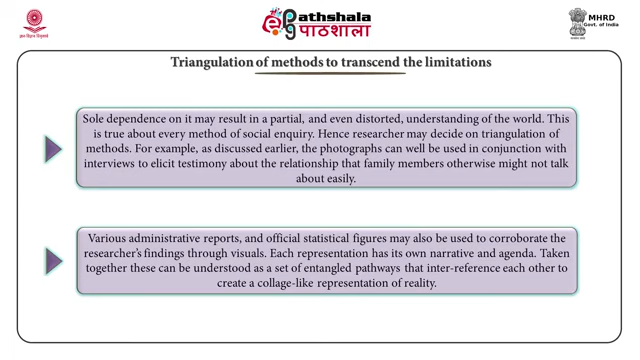 Pathshala
पाठशाला
MHRD
Govt. of India
Triangulation of methods to transcend the limitations
Sole dependence on it may result in a partial, and even distorted, understanding of the world. This
is true about every method of social enquiry. Hence researcher may decide on triangulation of
methods. For example, as discussed earlier, the photographs can well be used in conjunction with
interviews to elicit testimony about the relationship that family members otherwise might not talk
about easily.
Various administrative reports, and official statistical figures may also be used to corroborate the
researcher's findings through visuals. Each representation has its own narrative and agenda. Taken
together these can be understood as a set of entangled pathways that inter-reference each other to
create a collage-like representation of reality.